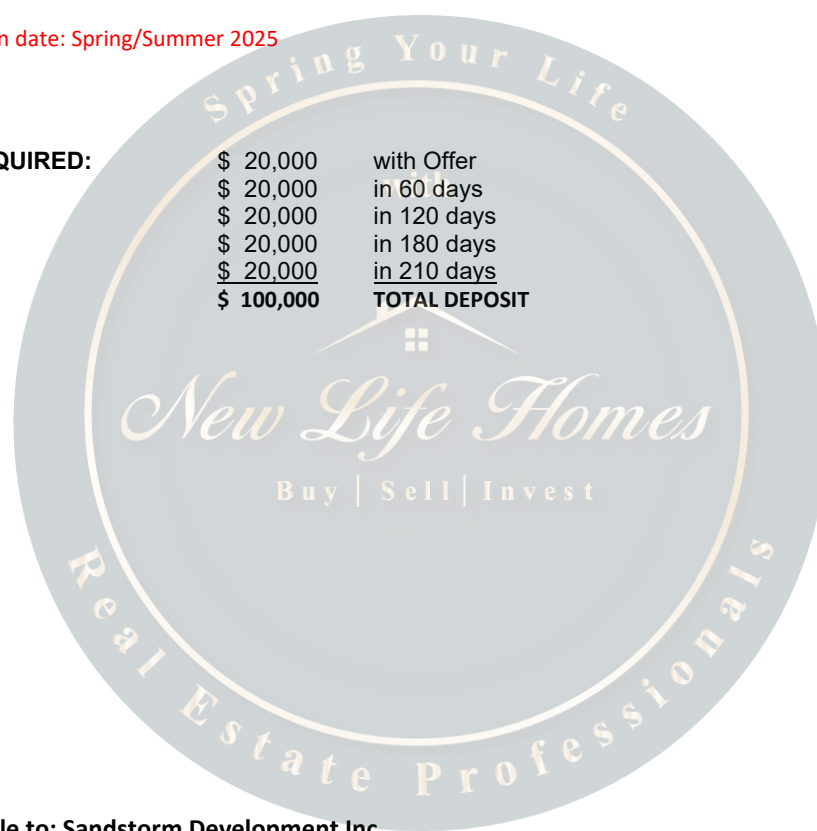 n date: Spring/Summer 2025
Spring Your Life
QUIRED: $ 20,000 with Offer
with
$ 20,000 in 60 days
$ 20,000 in 120 days
$ 20,000 in 180 days
$ 20,000 in 210 days
$ 100,000 TOTAL DEPOSIT
New Life Homes
Buy | Sell | Invest
Real Estate Professionals
le to: Sandstorm Development Inc